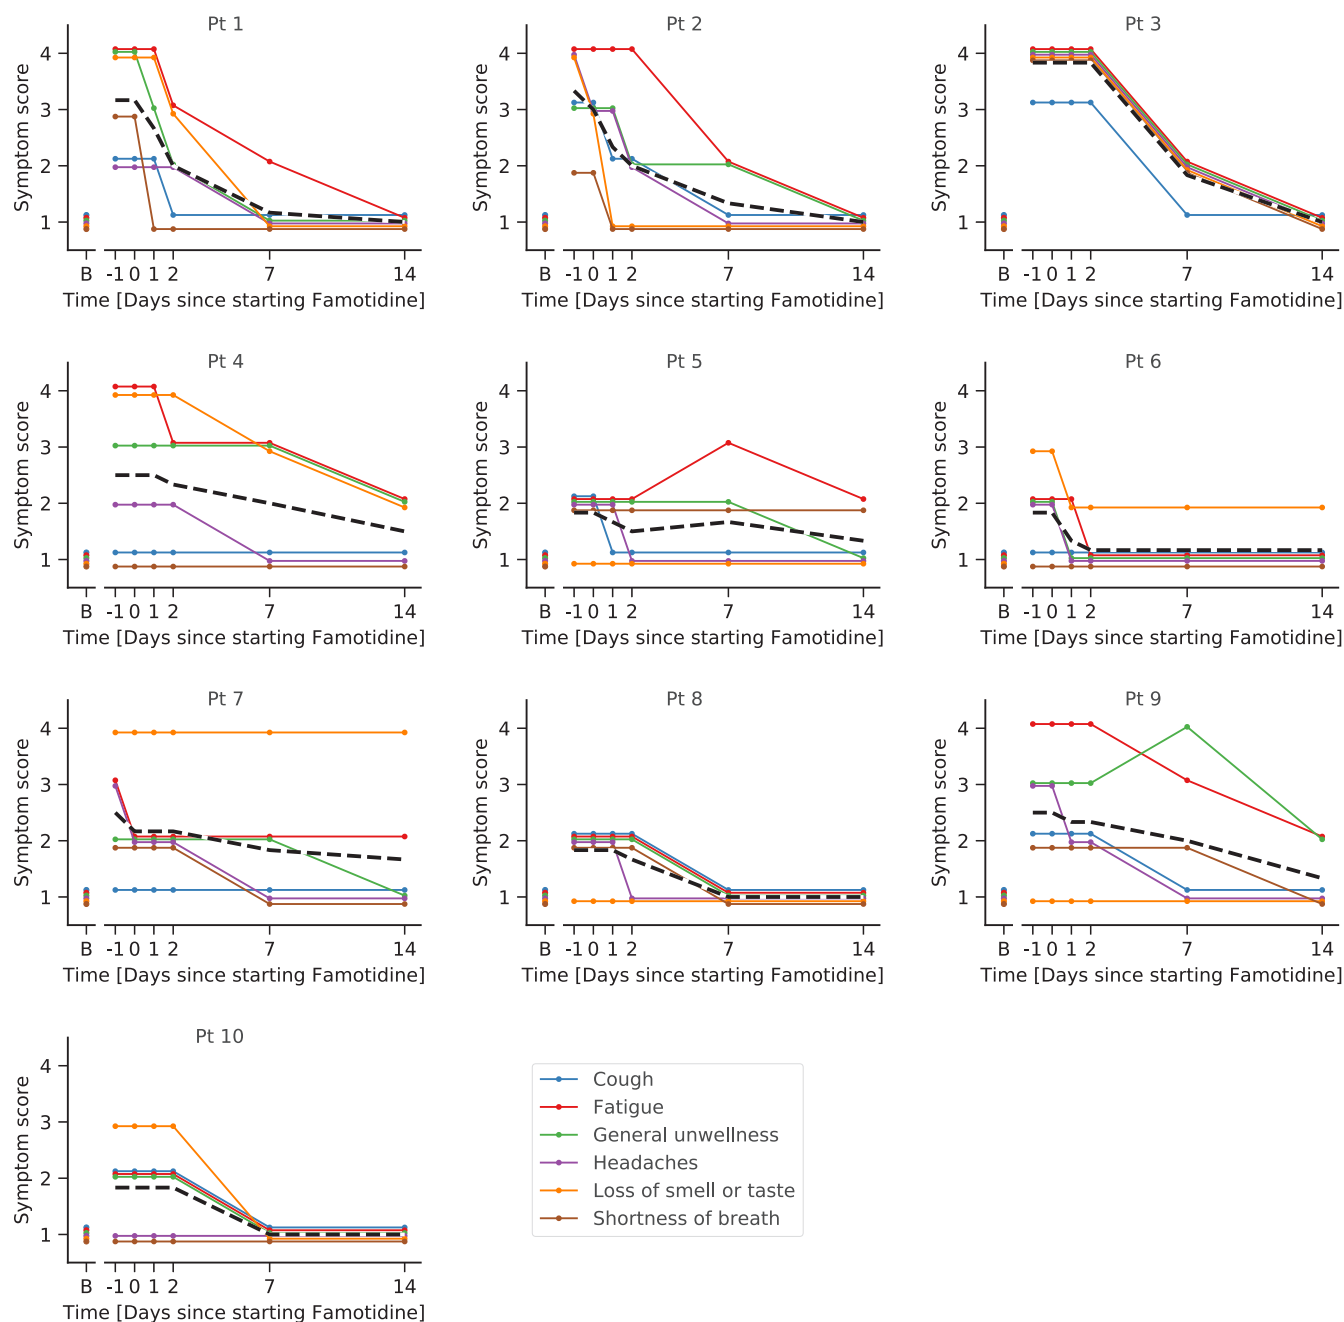 Pt 1
Symptom score
4
3
2
1
B -1 0 1 2 7 14
Time [Days since starting Famotidine]
Pt 2
Symptom score
4
3
2
1
B -1 0 1 2 7 14
Time [Days since starting Famotidine]
Pt 3
Symptom score
4
3
2
1
B -1 0 1 2 7 14
Time [Days since starting Famotidine]
Pt 4
Symptom score
4
3
2
1
B -1 0 1 2 7 14
Time [Days since starting Famotidine]
Pt 5
Symptom score
4
3
2
1
B -1 0 1 2 7 14
Time [Days since starting Famotidine]
Pt 6
Symptom score
4
3
2
1
B -1 0 1 2 7 14
Time [Days since starting Famotidine]
Pt 7
Symptom score
4
3
2
1
B -1 0 1 2 7 14
Time [Days since starting Famotidine]
Pt 8
Symptom score
4
3
2
1
B -1 0 1 2 7 14
Time [Days since starting Famotidine]
Pt 9
Symptom score
4
3
2
1
B -1 0 1 2 7 14
Time [Days since starting Famotidine]
Pt 10
Symptom score
4
3
2
1
B -1 0 1 2 7 14
Time [Days since starting Famotidine]
Cough
Fatigue
General unwellness
Headaches
Loss of smell or taste
Shortness of breath